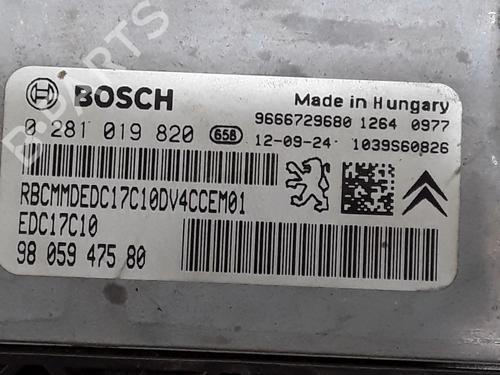 BOSCH
Made in Hungary
9666729680 1264 0977
0 281 019 820 658
12-09-24 1039S60826
RBCMMDEDC17C10DV4CCEM01
EDC17C10
98 059 475 80